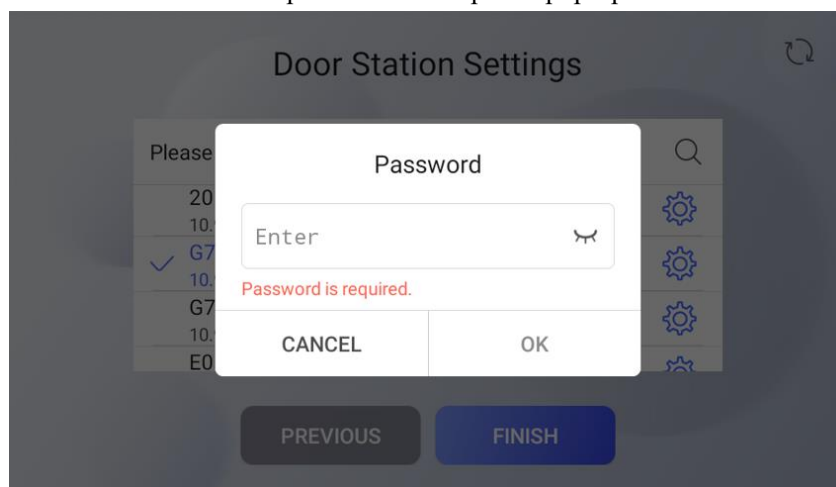 Door Station Settings
Please
Password
20
10.
Enter
G7
10.
Password is required.
G7
10.
CANCEL
OK
E0
PREVIOUS
FINISH